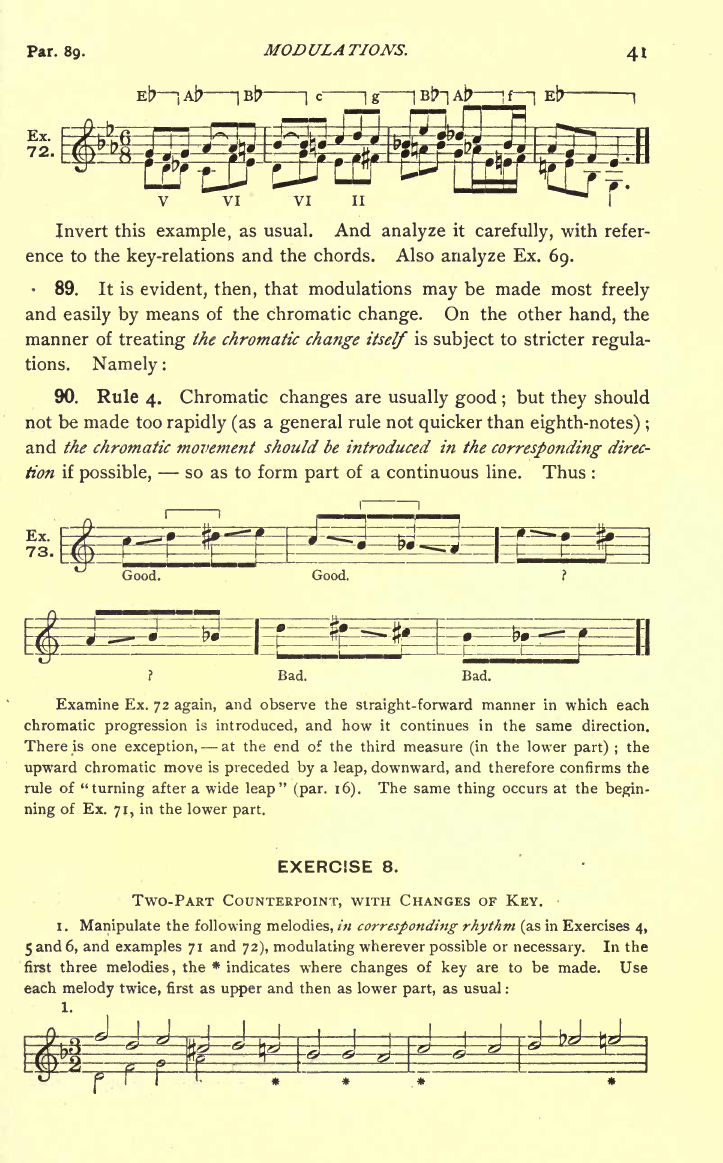 Par. 89. MODULATIONS. 41
E♭ A♭ B♭ c g B♭ A♭ f E♭
Ex.
72.
V VI VI II I
Invert this example, as usual. And analyze it carefully, with refer-
ence to the key-relations and the chords. Also analyze Ex. 69.
89. It is evident, then, that modulations may be made most freely
and easily by means of the chromatic change. On the other hand, the
manner of treating the chromatic change itself is subject to stricter regula-
tions. Namely:
90. Rule 4. Chromatic changes are usually good; but they should
not be made too rapidly (as a general rule not quicker than eighth-notes);
and the chromatic movement should be introduced in the corresponding direc-
tion if possible, — so as to form part of a continuous line. Thus:
Ex.
73.
Good. Good. ?
? Bad. Bad.
Examine Ex. 72 again, and observe the straight-forward manner in which each
chromatic progression is introduced, and how it continues in the same direction.
There is one exception, — at the end of the third measure (in the lower part); the
upward chromatic move is preceded by a leap, downward, and therefore confirms the
rule of "turning after a wide leap" (par. 16). The same thing occurs at the begin-
ning of Ex. 71, in the lower part.
EXERCISE 8.
Two-Part Counterpoint, with Changes of Key.
1. Manipulate the following melodies, in corresponding rhythm (as in Exercises 4,
5 and 6, and examples 71 and 72), modulating wherever possible or necessary. In the
first three melodies, the * indicates where changes of key are to be made. Use
each melody twice, first as upper and then as lower part, as usual:
1.
* * * *